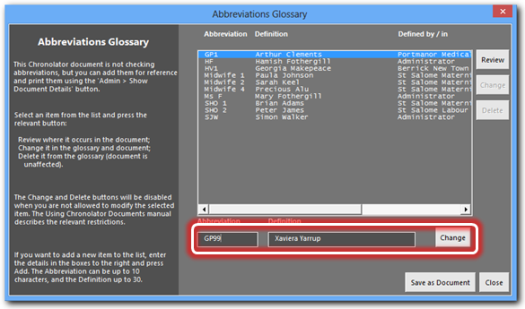 Abbreviations Glossary
Abbreviations Glossary
This Chronolator document is not checking
abbreviations, but you can add them for reference
and print them using the 'Admin > Show
Document Details' button.
Select an item from the list and press the
relevant button:
Review where it occurs in the document;
Change it in the glossary and document;
Delete it from the glossary (document is
unaffected).
The Change and Delete buttons will be disabled
when you are not allowed to modify the selected
item. The Using Chronolator Documents manual
describes the relevant restrictions.
If you want to add a new item to the list, enter
the details in the boxes to the right and press
Add. The Abbreviation can be up to 10
characters, and the Definition up to 30.
Abbreviation Definition Defined by / in
GP1 Arthur Clements Portmanor Medical
HF Hamish Fothergill Administrator
HV1 Georgia Makepeace Berrick New Town
Midwife 1 Paula Johnson St Salome Materni
Midwife 2 Sarah Keel St Salome Materni
Midwife 4 Precious Alu St Salome Materni
Ms F Mary Fothergill Administrator
SHO 1 Brian Adams St Salome Materni
SHO 2 Peter James St Salome Labour
SJW Simon Walker Administrator
Review
Change
Delete
Abbreviation Definition
GP99 Xaviera Yarrup Change
Save as Document Close